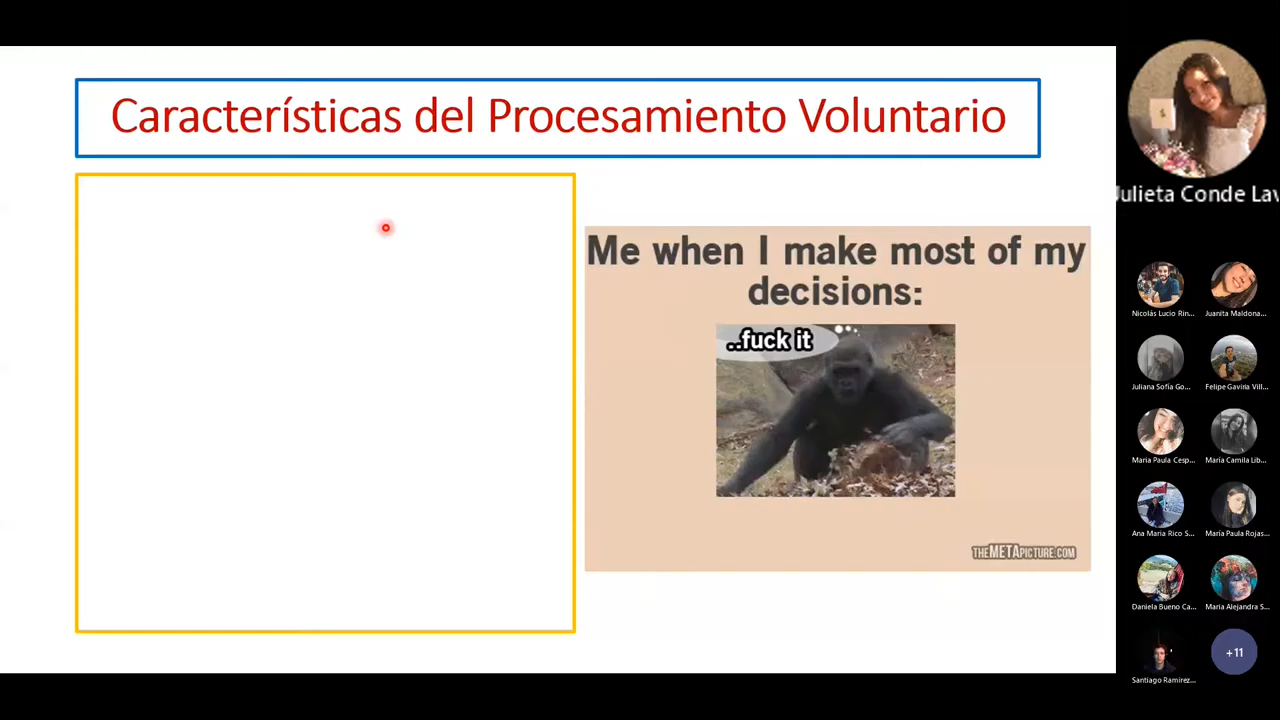 Características del Procesamiento Voluntario
Me when I make most of my
decisions:
..fuck it
THEMETAPICTURE.COM
Julieta Conde Lav
Nicolás Lucio Rin...
Juanita Maldona...
Juliana Sofía Go...
Felipe Gaviria Vill...
Maria Paula Cesp...
María Camila Lib...
Ana Maria Rico S...
María Paula Rojas...
Daniela Bueno Ca...
Maria Alejandra S...
+11
Santiago Ramirez...